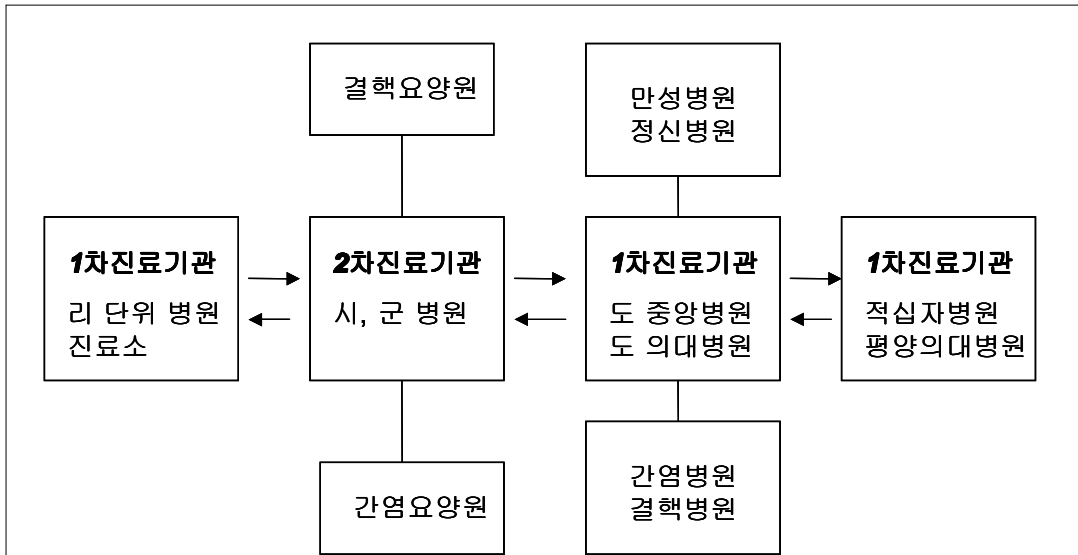 결핵요양원
만성병원
정신병원
1차진료기관
리 단위 병원
진료소
2차진료기관
시, 군 병원
1차진료기관
도 중앙병원
도 의대병원
1차진료기관
적십자병원
평양의대병원
간염요양원
간염병원
결핵병원